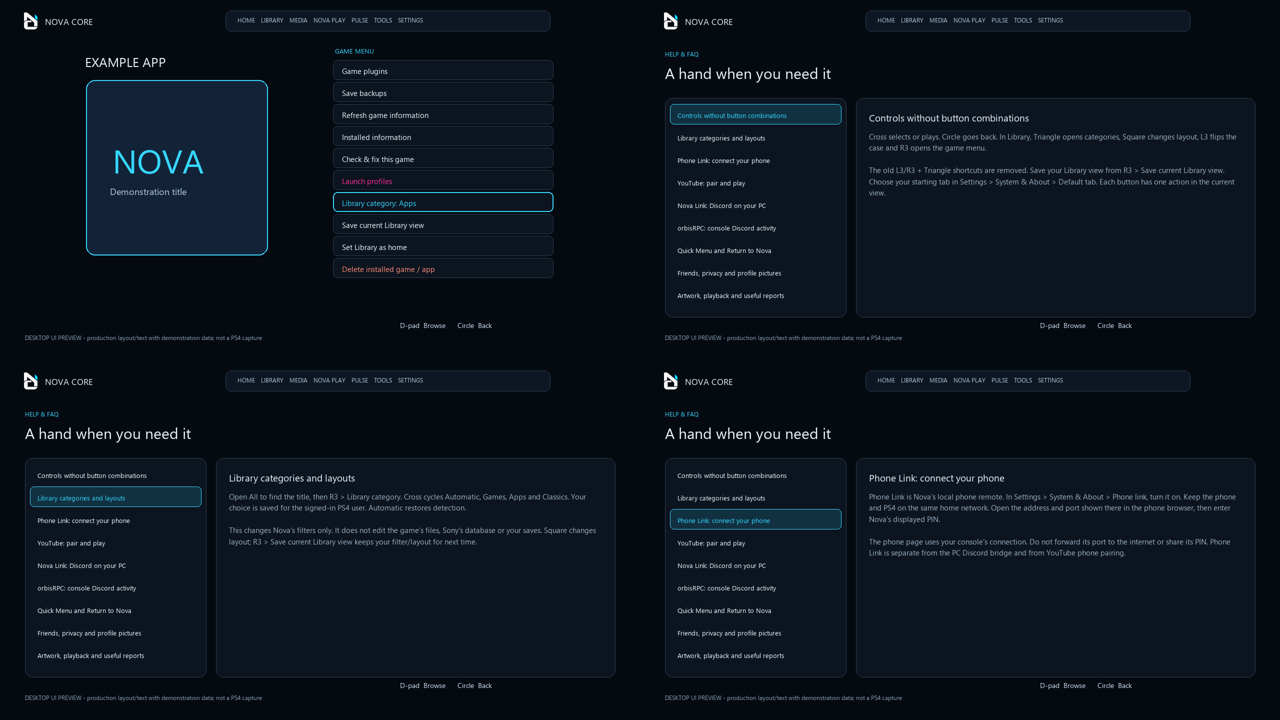 NOVA CORE
HOME LIBRARY MEDIA NOVA PLAY PULSE TOOLS SETTINGS
EXAMPLE APP
NOVA
Demonstration title
GAME MENU
Game plugins
Save backups
Refresh game information
Installed information
Check & fix this game
Launch profiles
Library category: Apps
Save current Library view
Set Library as home
Delete installed game / app
D-pad Browse Circle Back
DESKTOP UI PREVIEW - production layout/text with demonstration data; not a PS4 capture
NOVA CORE
HOME LIBRARY MEDIA NOVA PLAY PULSE TOOLS SETTINGS
HELP & FAQ
A hand when you need it
Controls without button combinations
Library categories and layouts
Phone Link: connect your phone
YouTube: pair and play
Nova Link: Discord on your PC
orbisRPC: console Discord activity
Quick Menu and Return to Nova
Friends, privacy and profile pictures
Artwork, playback and useful reports
Controls without button combinations
Cross selects or plays. Circle goes back. In Library, Triangle opens categories, Square changes layout, L3 flips the
case and R3 opens the game menu.
The old L3/R3 + Triangle shortcuts are removed. Save your Library view from R3 > Save current Library view.
Choose your starting tab in Settings > System & About > Default tab. Each button has one action in the current
view.
D-pad Browse Circle Back
DESKTOP UI PREVIEW - production layout/text with demonstration data; not a PS4 capture
NOVA CORE
HOME LIBRARY MEDIA NOVA PLAY PULSE TOOLS SETTINGS
HELP & FAQ
A hand when you need it
Controls without button combinations
Library categories and layouts
Phone Link: connect your phone
YouTube: pair and play
Nova Link: Discord on your PC
orbisRPC: console Discord activity
Quick Menu and Return to Nova
Friends, privacy and profile pictures
Artwork, playback and useful reports
Library categories and layouts
Open All to find the title, then R3 > Library category. Cross cycles Automatic, Games, Apps and Classics. Your
choice is saved for the signed-in PS4 user. Automatic restores detection.
This changes Nova's filters only. It does not edit the game's files, Sony's database or your saves. Square changes
layout; R3 > Save current Library view keeps your filter/layout for next time.
D-pad Browse Circle Back
DESKTOP UI PREVIEW - production layout/text with demonstration data; not a PS4 capture
NOVA CORE
HOME LIBRARY MEDIA NOVA PLAY PULSE TOOLS SETTINGS
HELP & FAQ
A hand when you need it
Controls without button combinations
Library categories and layouts
Phone Link: connect your phone
YouTube: pair and play
Nova Link: Discord on your PC
orbisRPC: console Discord activity
Quick Menu and Return to Nova
Friends, privacy and profile pictures
Artwork, playback and useful reports
Phone Link: connect your phone
Phone Link is Nova's local phone remote. In Settings > System & About > Phone link, turn it on. Keep the phone
and PS4 on the same home network. Open the address and port shown there in the phone browser, then enter
Nova's displayed PIN.
The phone page uses your console's connection. Do not forward its port to the internet or share its PIN. Phone
Link is separate from the PC Discord bridge and from YouTube phone pairing.
D-pad Browse Circle Back
DESKTOP UI PREVIEW - production layout/text with demonstration data; not a PS4 capture